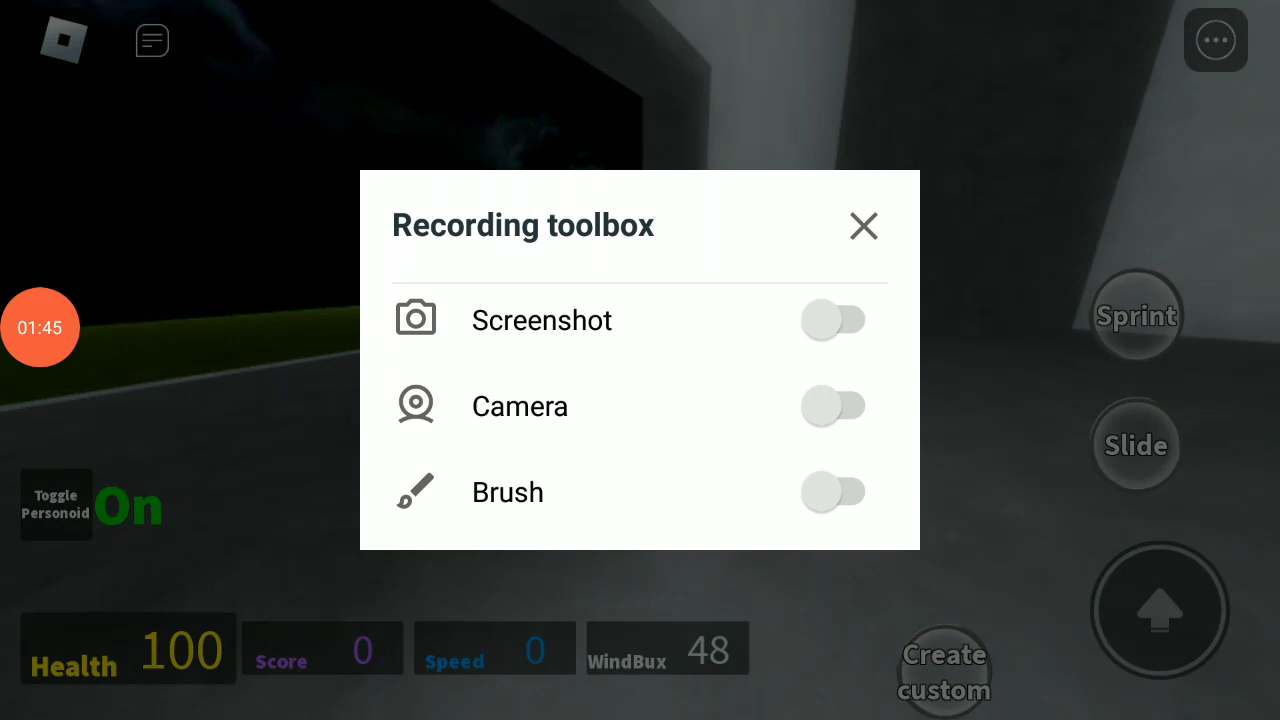 Recording toolbox
Screenshot
Camera
Brush
01:45
Sprint
Slide
Toggle
Personoid
On
Health 100
Score 0
Speed 0
WindBux 48
Create
custom